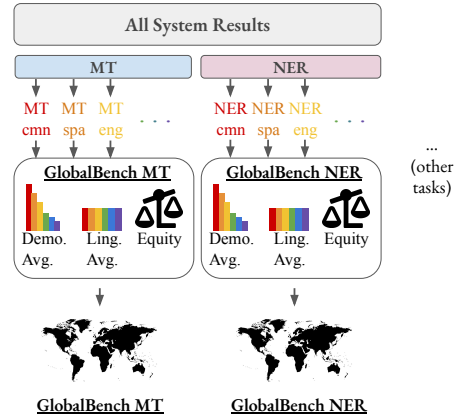 All System Results
MT NER
MT MT MT NER NER NER
cmn spa eng . . . cmn spa eng . . .
...
(other
tasks)
GlobalBench MT GlobalBench NER
Demo. Ling. Equity Demo. Ling. Equity
Avg. Avg. Avg. Avg.
GlobalBench MT GlobalBench NER